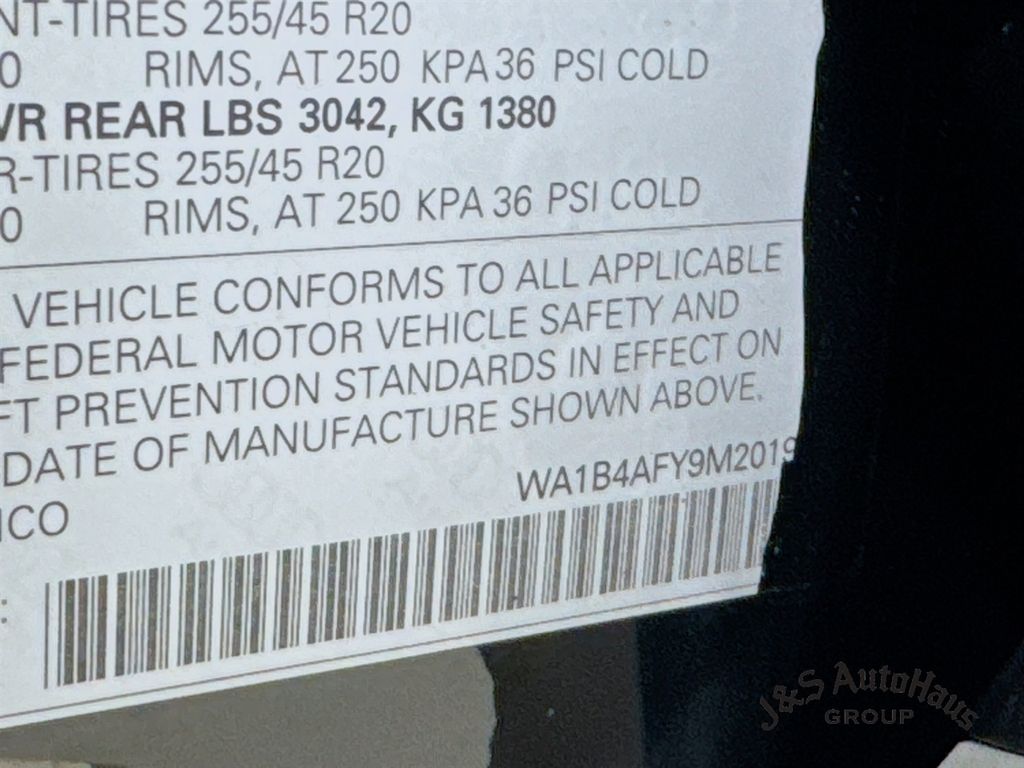 NT-TIRES 255/45 R20
0 RIMS, AT 250 KPA 36 PSI COLD
VR REAR LBS 3042, KG 1380
R-TIRES 255/45 R20
0 RIMS, AT 250 KPA 36 PSI COLD
VEHICLE CONFORMS TO ALL APPLICABLE
FEDERAL MOTOR VEHICLE SAFETY AND
FT PREVENTION STANDARDS IN EFFECT ON
DATE OF MANUFACTURE SHOWN ABOVE.
WA1B4AFY9M2019
ICO
:
J&S AutoHaus
GROUP